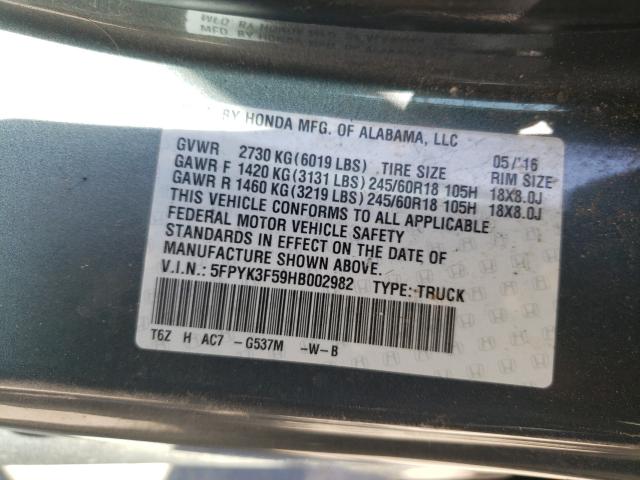 BY HONDA MFG. OF ALABAMA, LLC 05/16
GVWR 2730 KG(6019 LBS) TIRE SIZE RIM SIZE
GAWR F 1420 KG(3131 LBS) 245/60R18 105H 18X8.0J
GAWR R 1460 KG(3219 LBS) 245/60R18 105H 18X8.0J
THIS VEHICLE CONFORMS TO ALL APPLICABLE
FEDERAL MOTOR VEHICLE SAFETY
STANDARDS IN EFFECT ON THE DATE OF
MANUFACTURE SHOWN ABOVE.
V.I.N.: 5FPYK3F59HB002982 TYPE: TRUCK
T6Z H AC7 -G537M -W-B